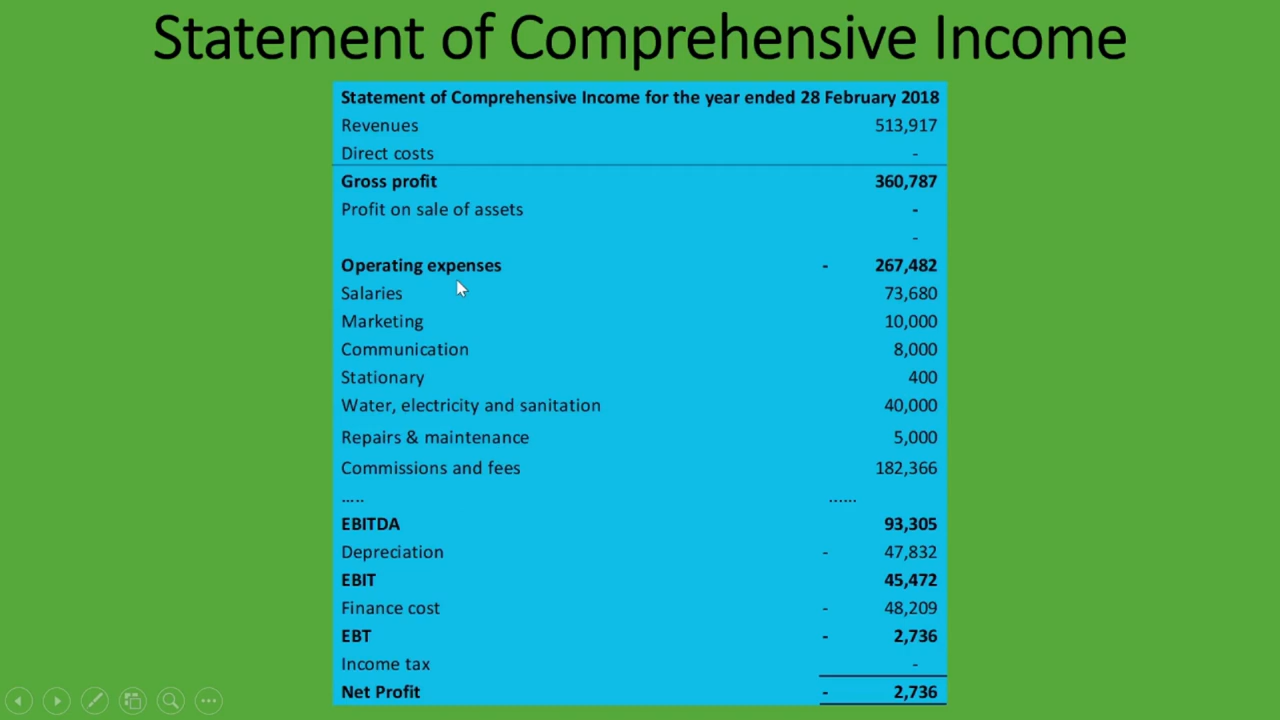 Statement of Comprehensive Income
Statement of Comprehensive Income for the year ended 28 February 2018
Revenues 513,917
Direct costs -
Gross profit 360,787
Profit on sale of assets -
-
Operating expenses - 267,482
Salaries 73,680
Marketing 10,000
Communication 8,000
Stationary 400
Water, electricity and sanitation 40,000
Repairs & maintenance 5,000
Commissions and fees 182,366
..... ......
EBITDA 93,305
Depreciation - 47,832
EBIT 45,472
Finance cost - 48,209
EBT - 2,736
Income tax -
Net Profit - 2,736